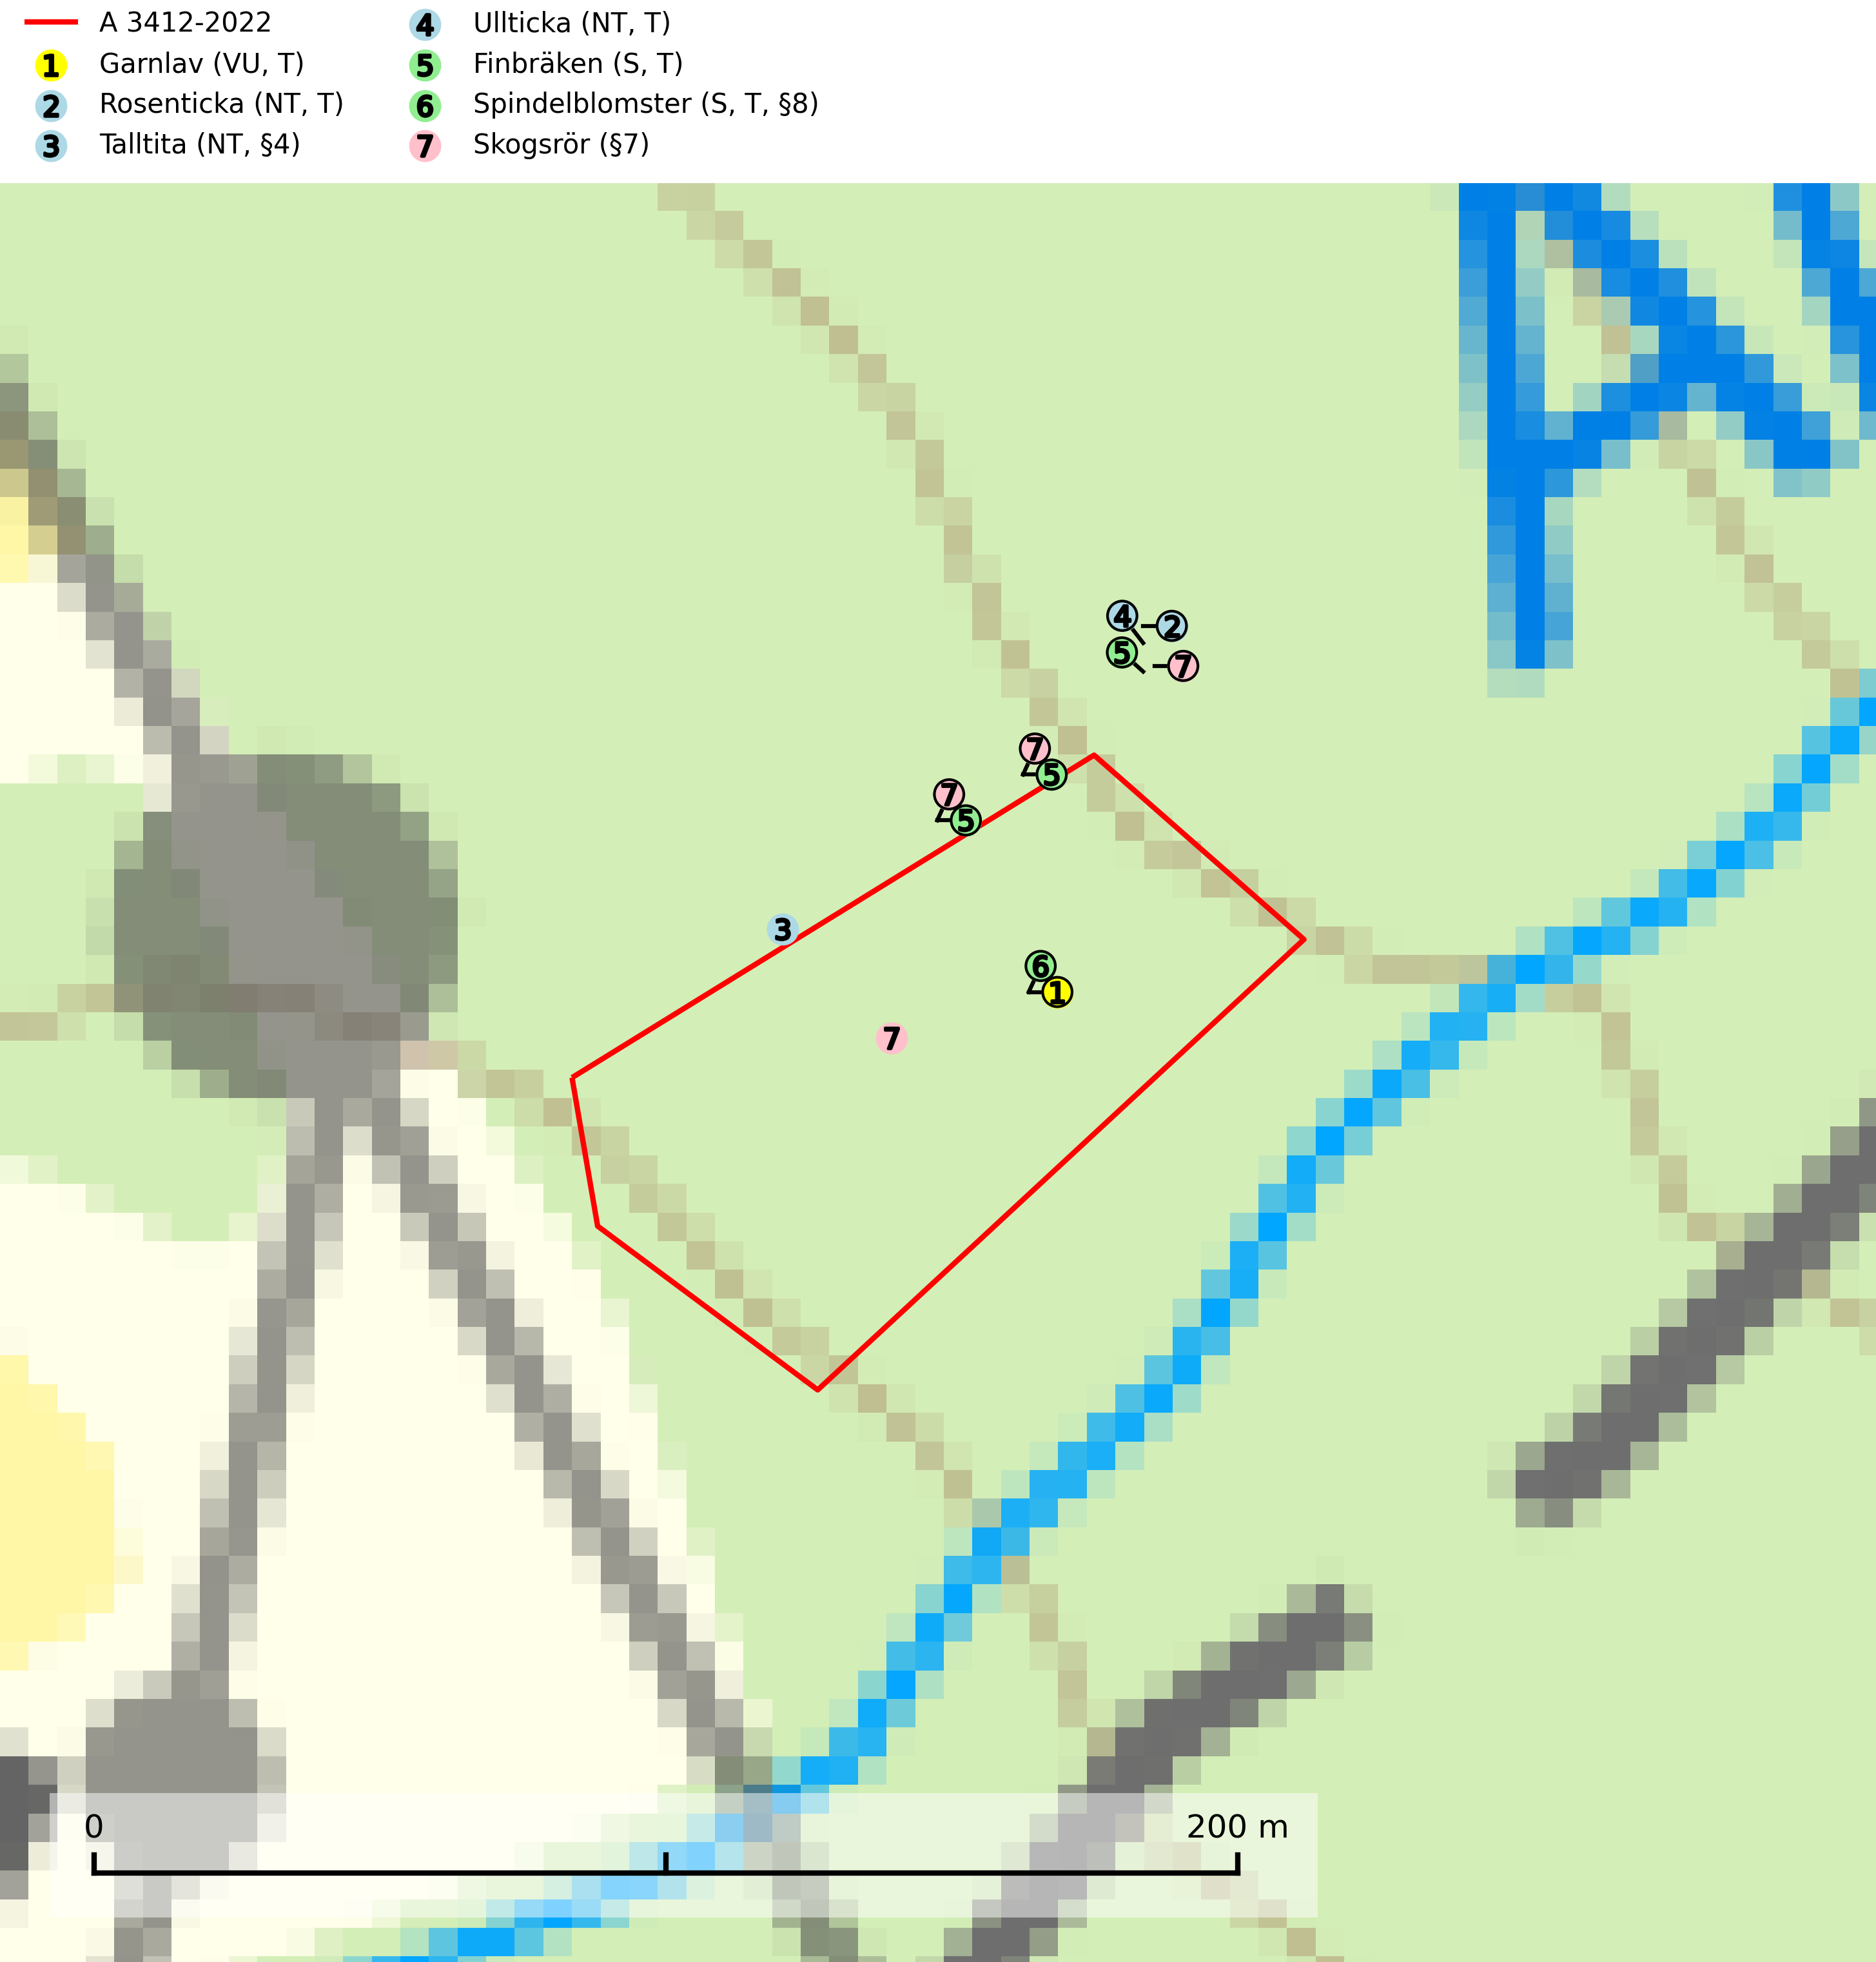 A 3412-2022
1 Garnlav (VU, T)
2 Rosenticka (NT, T)
3 Talltita (NT, §4)
4 Ullticka (NT, T)
5 Finbräken (S, T)
6 Spindelblomster (S, T, §8)
7 Skogsrör (§7)
4
2
5
7
7
5
7
5
3
6
1
7
0
200 m